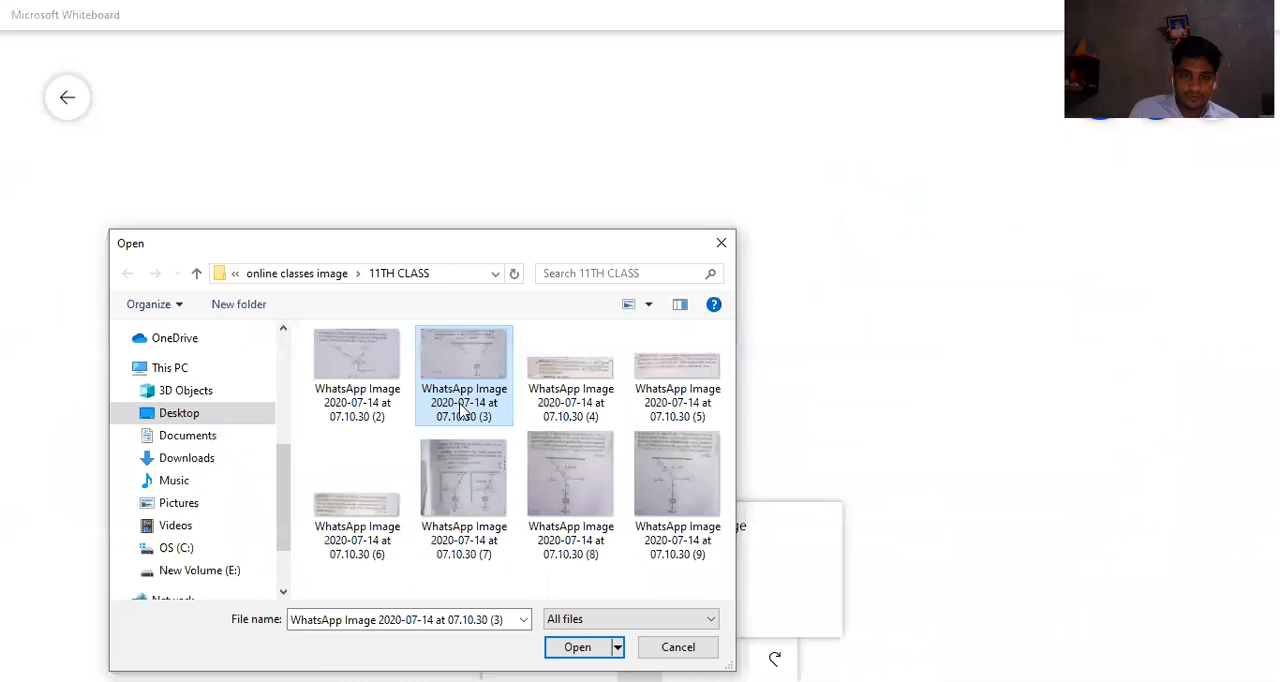 Microsoft Whiteboard
Open
« online classes image > 11TH CLASS
Search 11TH CLASS
Organize
New folder
OneDrive
This PC
3D Objects
Desktop
Documents
Downloads
Music
Pictures
Videos
OS (C:)
New Volume (E:)
Network
WhatsApp Image
2020-07-14 at
07.10.30 (2)
WhatsApp Image
2020-07-14 at
07.10.30 (3)
WhatsApp Image
2020-07-14 at
07.10.30 (4)
WhatsApp Image
2020-07-14 at
07.10.30 (5)
WhatsApp Image
2020-07-14 at
07.10.30 (6)
WhatsApp Image
2020-07-14 at
07.10.30 (7)
WhatsApp Image
2020-07-14 at
07.10.30 (8)
WhatsApp Image
2020-07-14 at
07.10.30 (9)
ge
File name:
WhatsApp Image 2020-07-14 at 07.10.30 (3)
All files
Open
Cancel